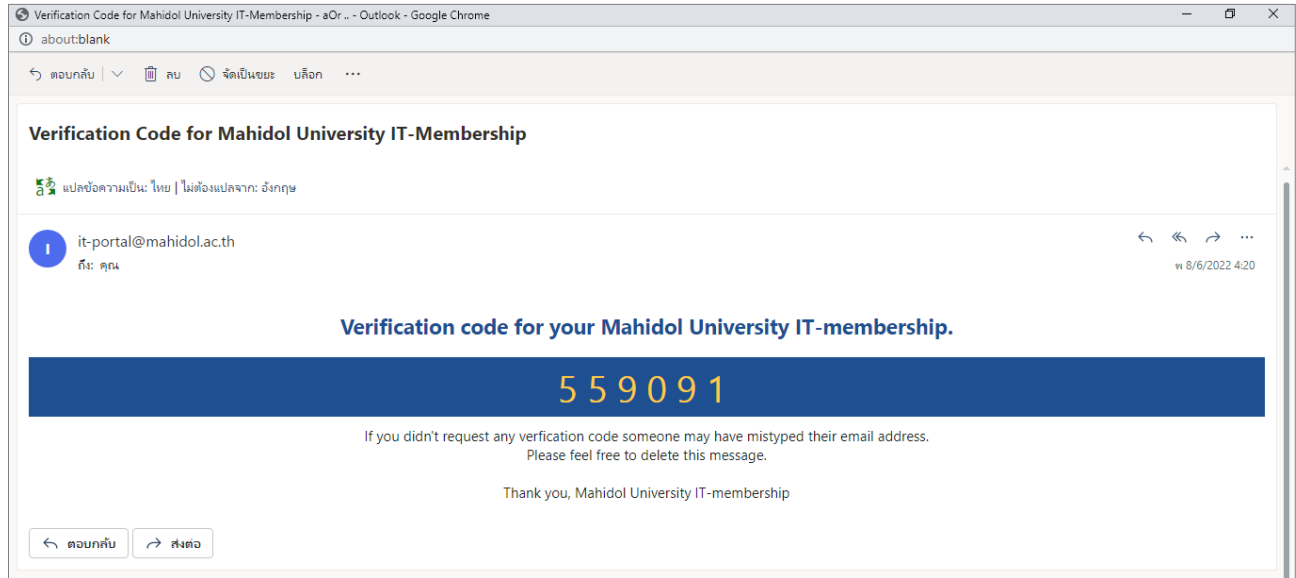 Verification Code for Mahidol University IT-Membership - aOr .. - Outlook - Google Chrome
about:blank
ตอบกลับ ลบ จัดเป็นขยะ บล็อก ...
Verification Code for Mahidol University IT-Membership
แปลข้อความเป็น: ไทย | ไม่ต้องแปลจาก: อังกฤษ
I
it-portal@mahidol.ac.th
ถึง: คุณ
พ 8/6/2022 4:20
Verification code for your Mahidol University IT-membership.
5 5 9 0 9 1
If you didn't request any verfication code someone may have mistyped their email address.
Please feel free to delete this message.
Thank you, Mahidol University IT-membership
ตอบกลับ ส่งต่อ